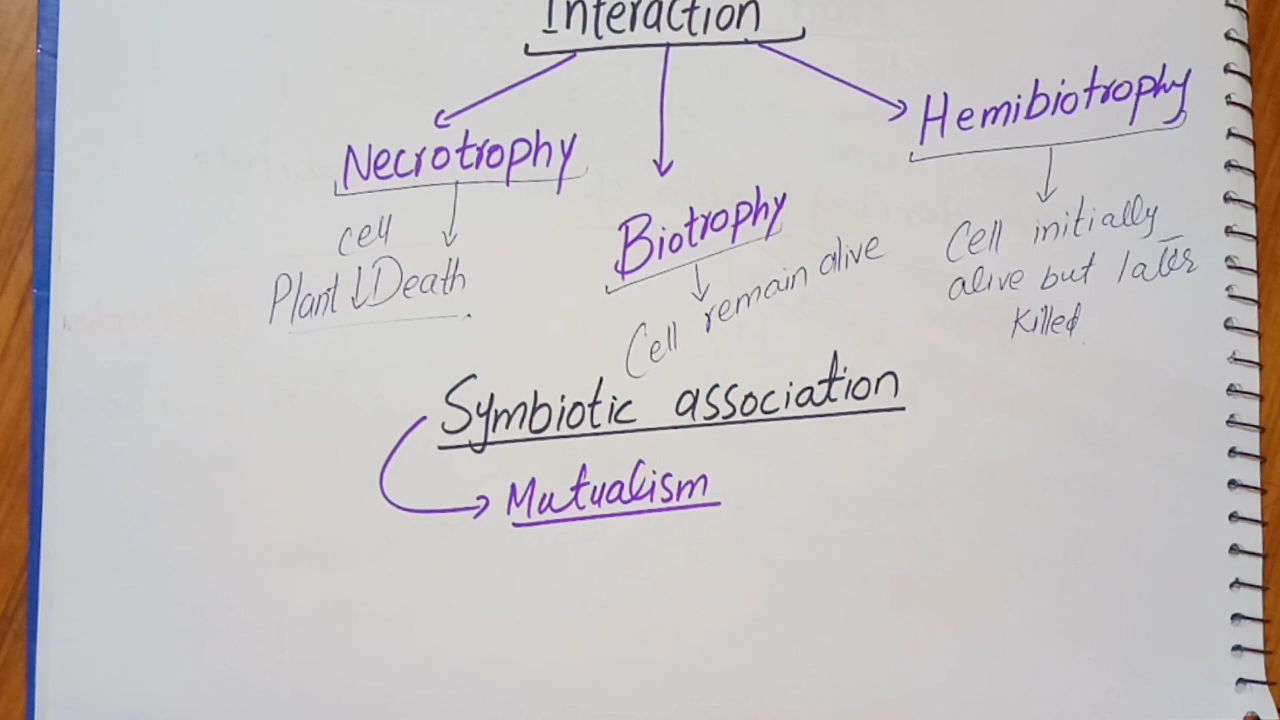 Interaction
Necrotrophy
cell
Plant ↓ Death
Biotrophy
Cell remain alive
Hemibiotrophy
Cell initially
alive but later
Killed
Symbiotic association
Mutualism